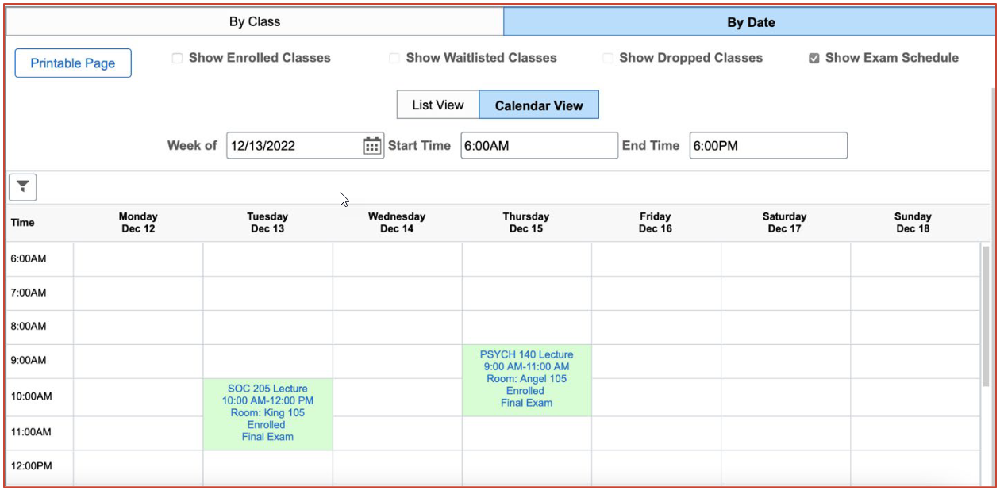 By Class
By Date
Printable Page
Show Enrolled Classes
Show Waitlisted Classes
Show Dropped Classes
Show Exam Schedule
List View
Calendar View
Week of
12/13/2022
Start Time
6:00AM
End Time
6:00PM
Time
Monday
Dec 12
Tuesday
Dec 13
Wednesday
Dec 14
Thursday
Dec 15
Friday
Dec 16
Saturday
Dec 17
Sunday
Dec 18
6:00AM
7:00AM
8:00AM
9:00AM
PSYCH 140 Lecture
9:00 AM-11:00 AM
Room: Angel 105
Enrolled
Final Exam
10:00AM
SOC 205 Lecture
10:00 AM-12:00 PM
Room: King 105
Enrolled
Final Exam
11:00AM
12:00PM